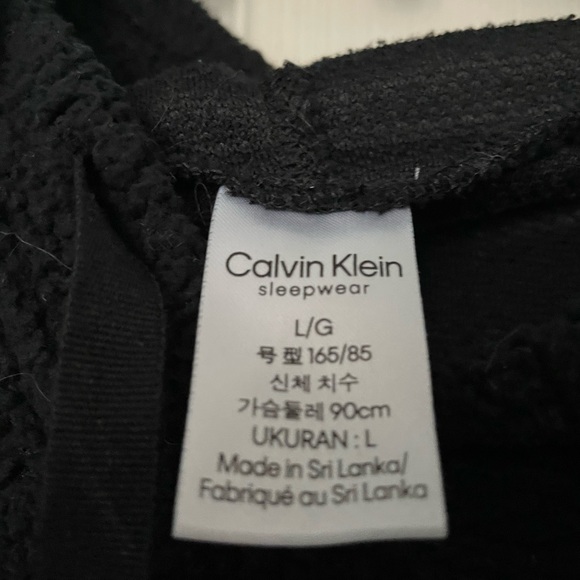 Calvin Klein
sleepwear
L/G
号型 165/85
신체 치수
가슴둘레 90cm
UKURAN : L
Made in Sri Lanka/
Fabriqué au Sri Lanka